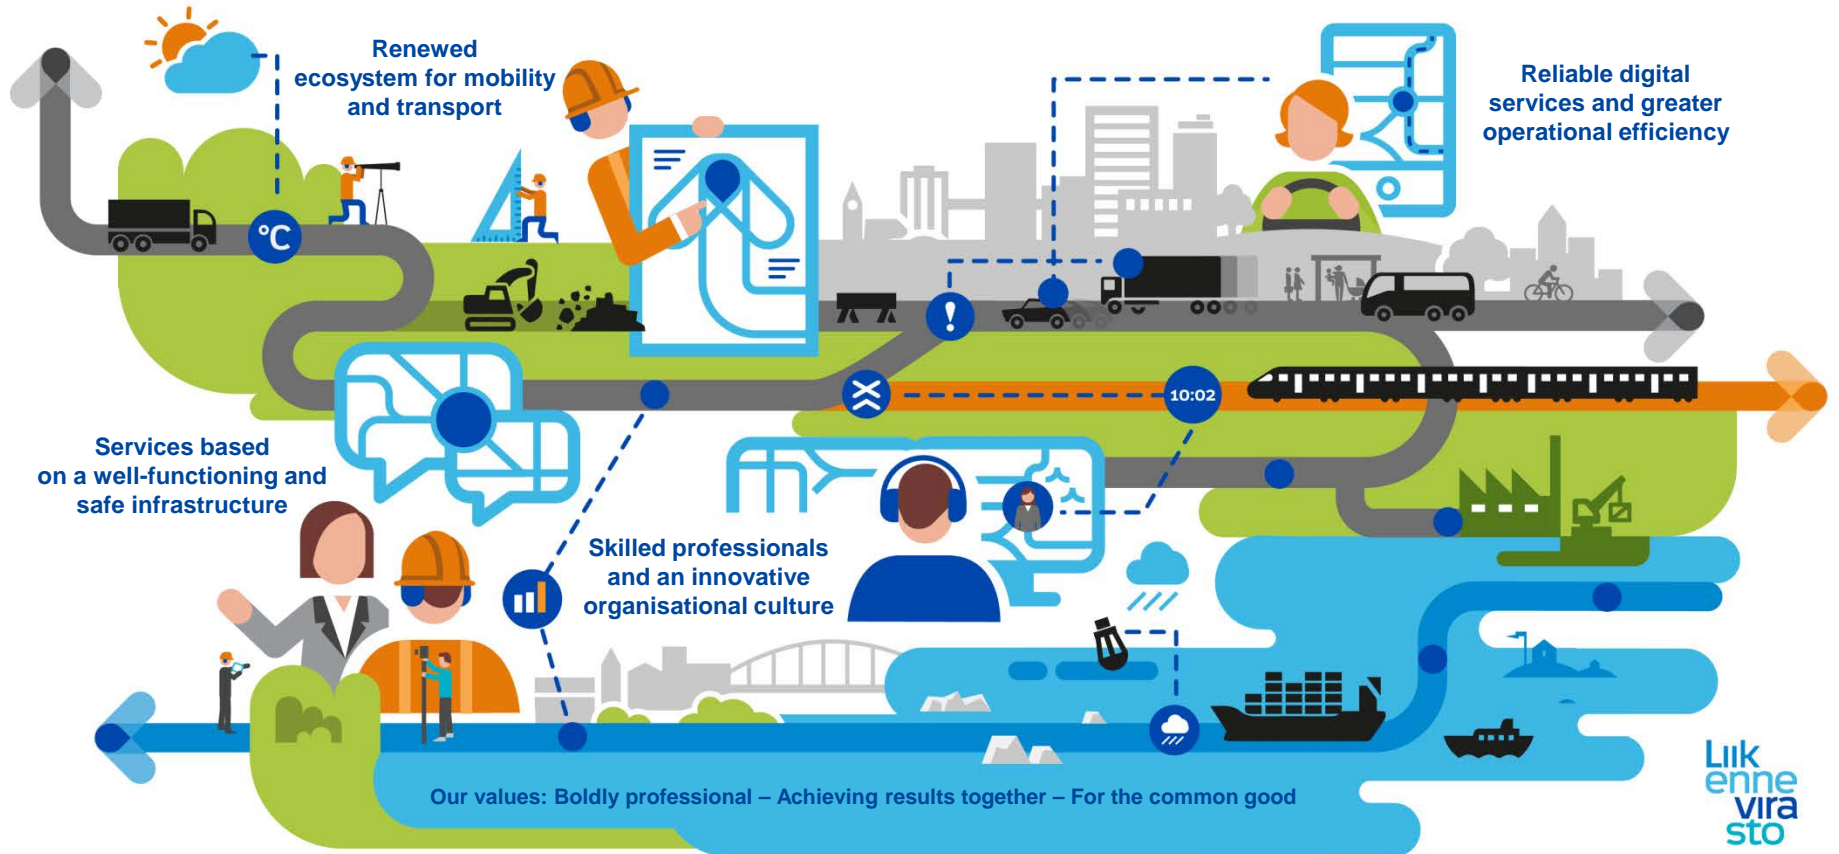 Renewed
ecosystem for mobility
and transport
Reliable digital
services and greater
operational efficiency
°C
!
10:02
Services based
on a well-functioning and
safe infrastructure
Skilled professionals
and an innovative
organisational culture
Our values: Boldly professional – Achieving results together – For the common good
Liik
enne
vira
sto